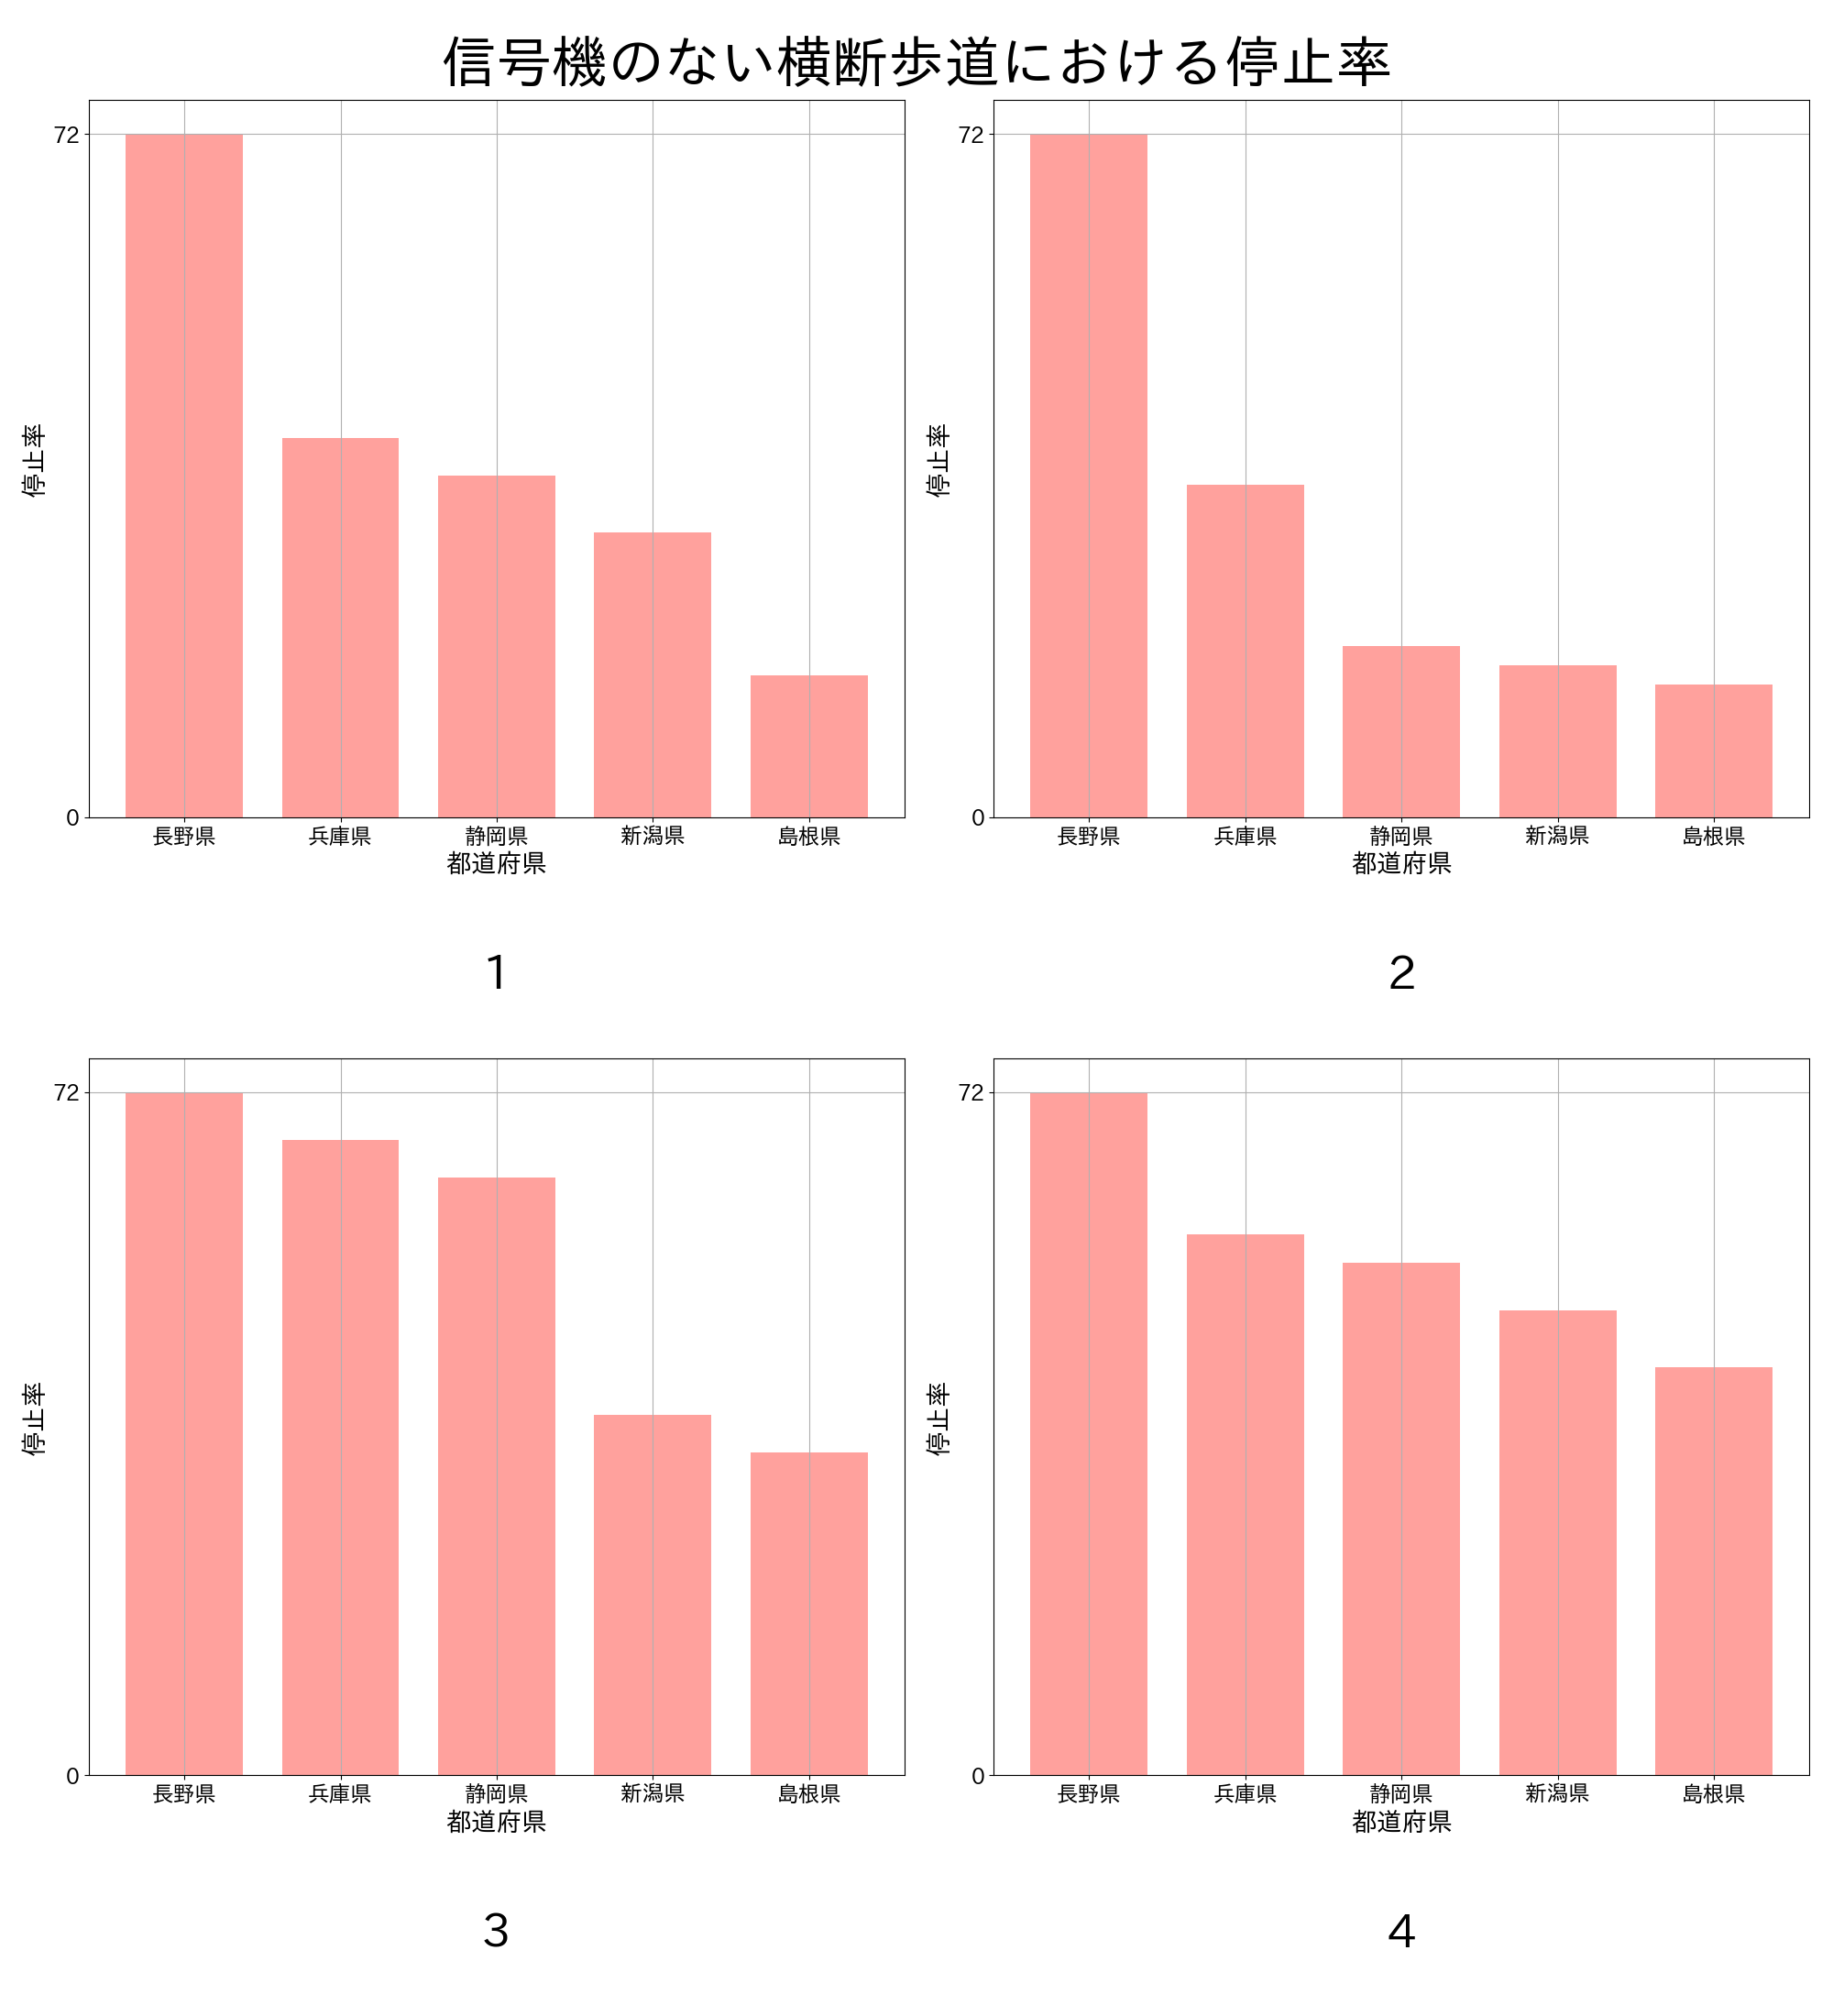 信号機のない横断歩道における停止率
72
停止率
0
長野県 兵庫県 静岡県 新潟県 島根県
都道府県
1
72
停止率
0
長野県 兵庫県 静岡県 新潟県 島根県
都道府県
2
72
停止率
0
長野県 兵庫県 静岡県 新潟県 島根県
都道府県
3
72
停止率
0
長野県 兵庫県 静岡県 新潟県 島根県
都道府県
4